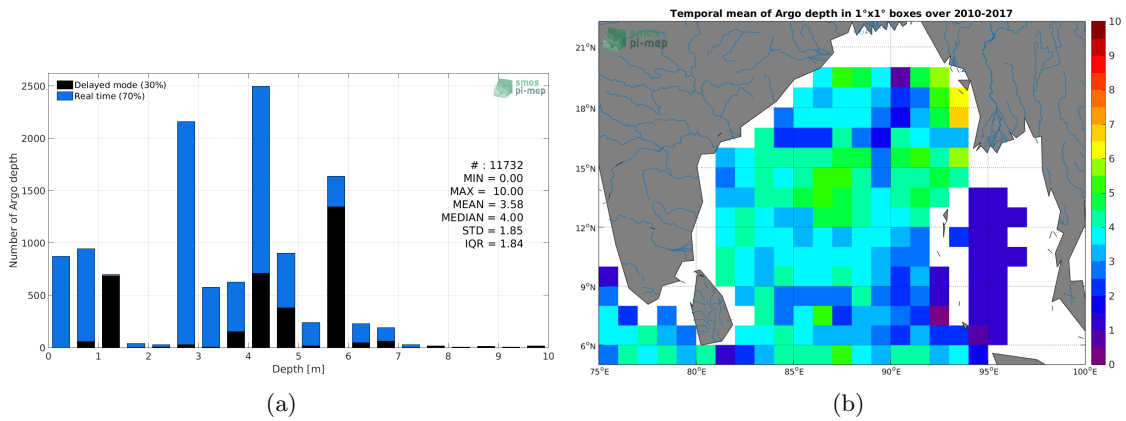 Delayed mode (30%)
Real time (70%)
smos
pi-mep
# : 11732
MIN = 0.00
MAX = 10.00
MEAN = 3.58
MEDIAN = 4.00
STD = 1.85
IQR = 1.84
Number of Argo depth
2500
2000
1500
1000
500
0
0 1 2 3 4 5 6 7 8 9 10
Depth [m]
(a)
Temporal mean of Argo depth in 1°x1° boxes over 2010-2017
smos
pi-mep
21°N
18°N
15°N
12°N
9°N
6°N
75°E 80°E 85°E 90°E 95°E 100°E
10
9
8
7
6
5
4
3
2
1
0
(b)